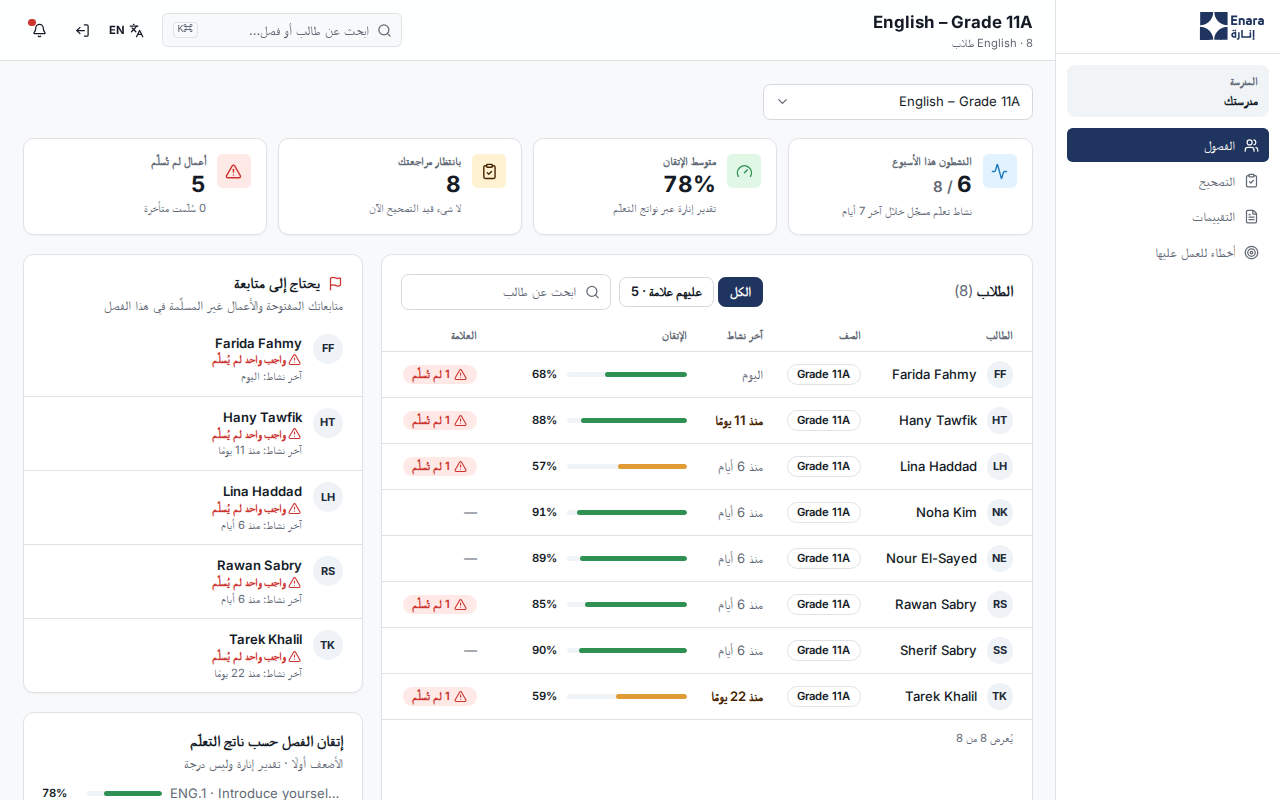 Enara
إنارة
المدرسة
مدرستك
الفصول
التصحيح
التقييمات
أخطاء للعمل عليها
English – Grade 11A
English · 8 طلاب
ابحث عن طالب أو فصل...
⌘K
EN
English – Grade 11A
النشطون هذا الأسبوع
6 / 8
نشاط تعلّم مسجّل خلال آخر 7 أيام
متوسط الإتقان
78%
تقدير إنارة عبر نواتج التعلّم
بانتظار مراجعتك
8
لا شيء قيد التصحيح الآن
أعمال لم تُسلَّم
5
0 سُلّمت متأخرة
الطلاب (8)
الكل
عليهم علامة · 5
ابحث عن طالب
الطالب الصف آخر نشاط الإتقان العلامة
FF Farida Fahmy Grade 11A اليوم 68% 1 لم تُسلَّم
HT Hany Tawfik Grade 11A منذ 11 يومًا 88% 1 لم تُسلَّم
LH Lina Haddad Grade 11A منذ 6 أيام 57% 1 لم تُسلَّم
NK Noha Kim Grade 11A منذ 6 أيام 91% —
NE Nour El-Sayed Grade 11A منذ 6 أيام 89% —
RS Rawan Sabry Grade 11A منذ 6 أيام 85% 1 لم تُسلَّم
SS Sherif Sabry Grade 11A منذ 6 أيام 90% —
TK Tarek Khalil Grade 11A منذ 22 يومًا 59% 1 لم تُسلَّم
يُعرض 8 من 8
يحتاج إلى متابعة
متابعاتك المفتوحة والأعمال غير المسلَّمة في هذا الفصل
FF Farida Fahmy
واجب واحد لم يُسلَّم
آخر نشاط: اليوم
HT Hany Tawfik
واجب واحد لم يُسلَّم
آخر نشاط: منذ 11 يومًا
LH Lina Haddad
واجب واحد لم يُسلَّم
آخر نشاط: منذ 6 أيام
RS Rawan Sabry
واجب واحد لم يُسلَّم
آخر نشاط: منذ 6 أيام
TK Tarek Khalil
واجب واحد لم يُسلَّم
آخر نشاط: منذ 22 يومًا
إتقان الفصل حسب ناتج التعلّم
الأضعف أولًا · تقدير إنارة وليس درجة
ENG.1 · Introduce yoursel... 78%